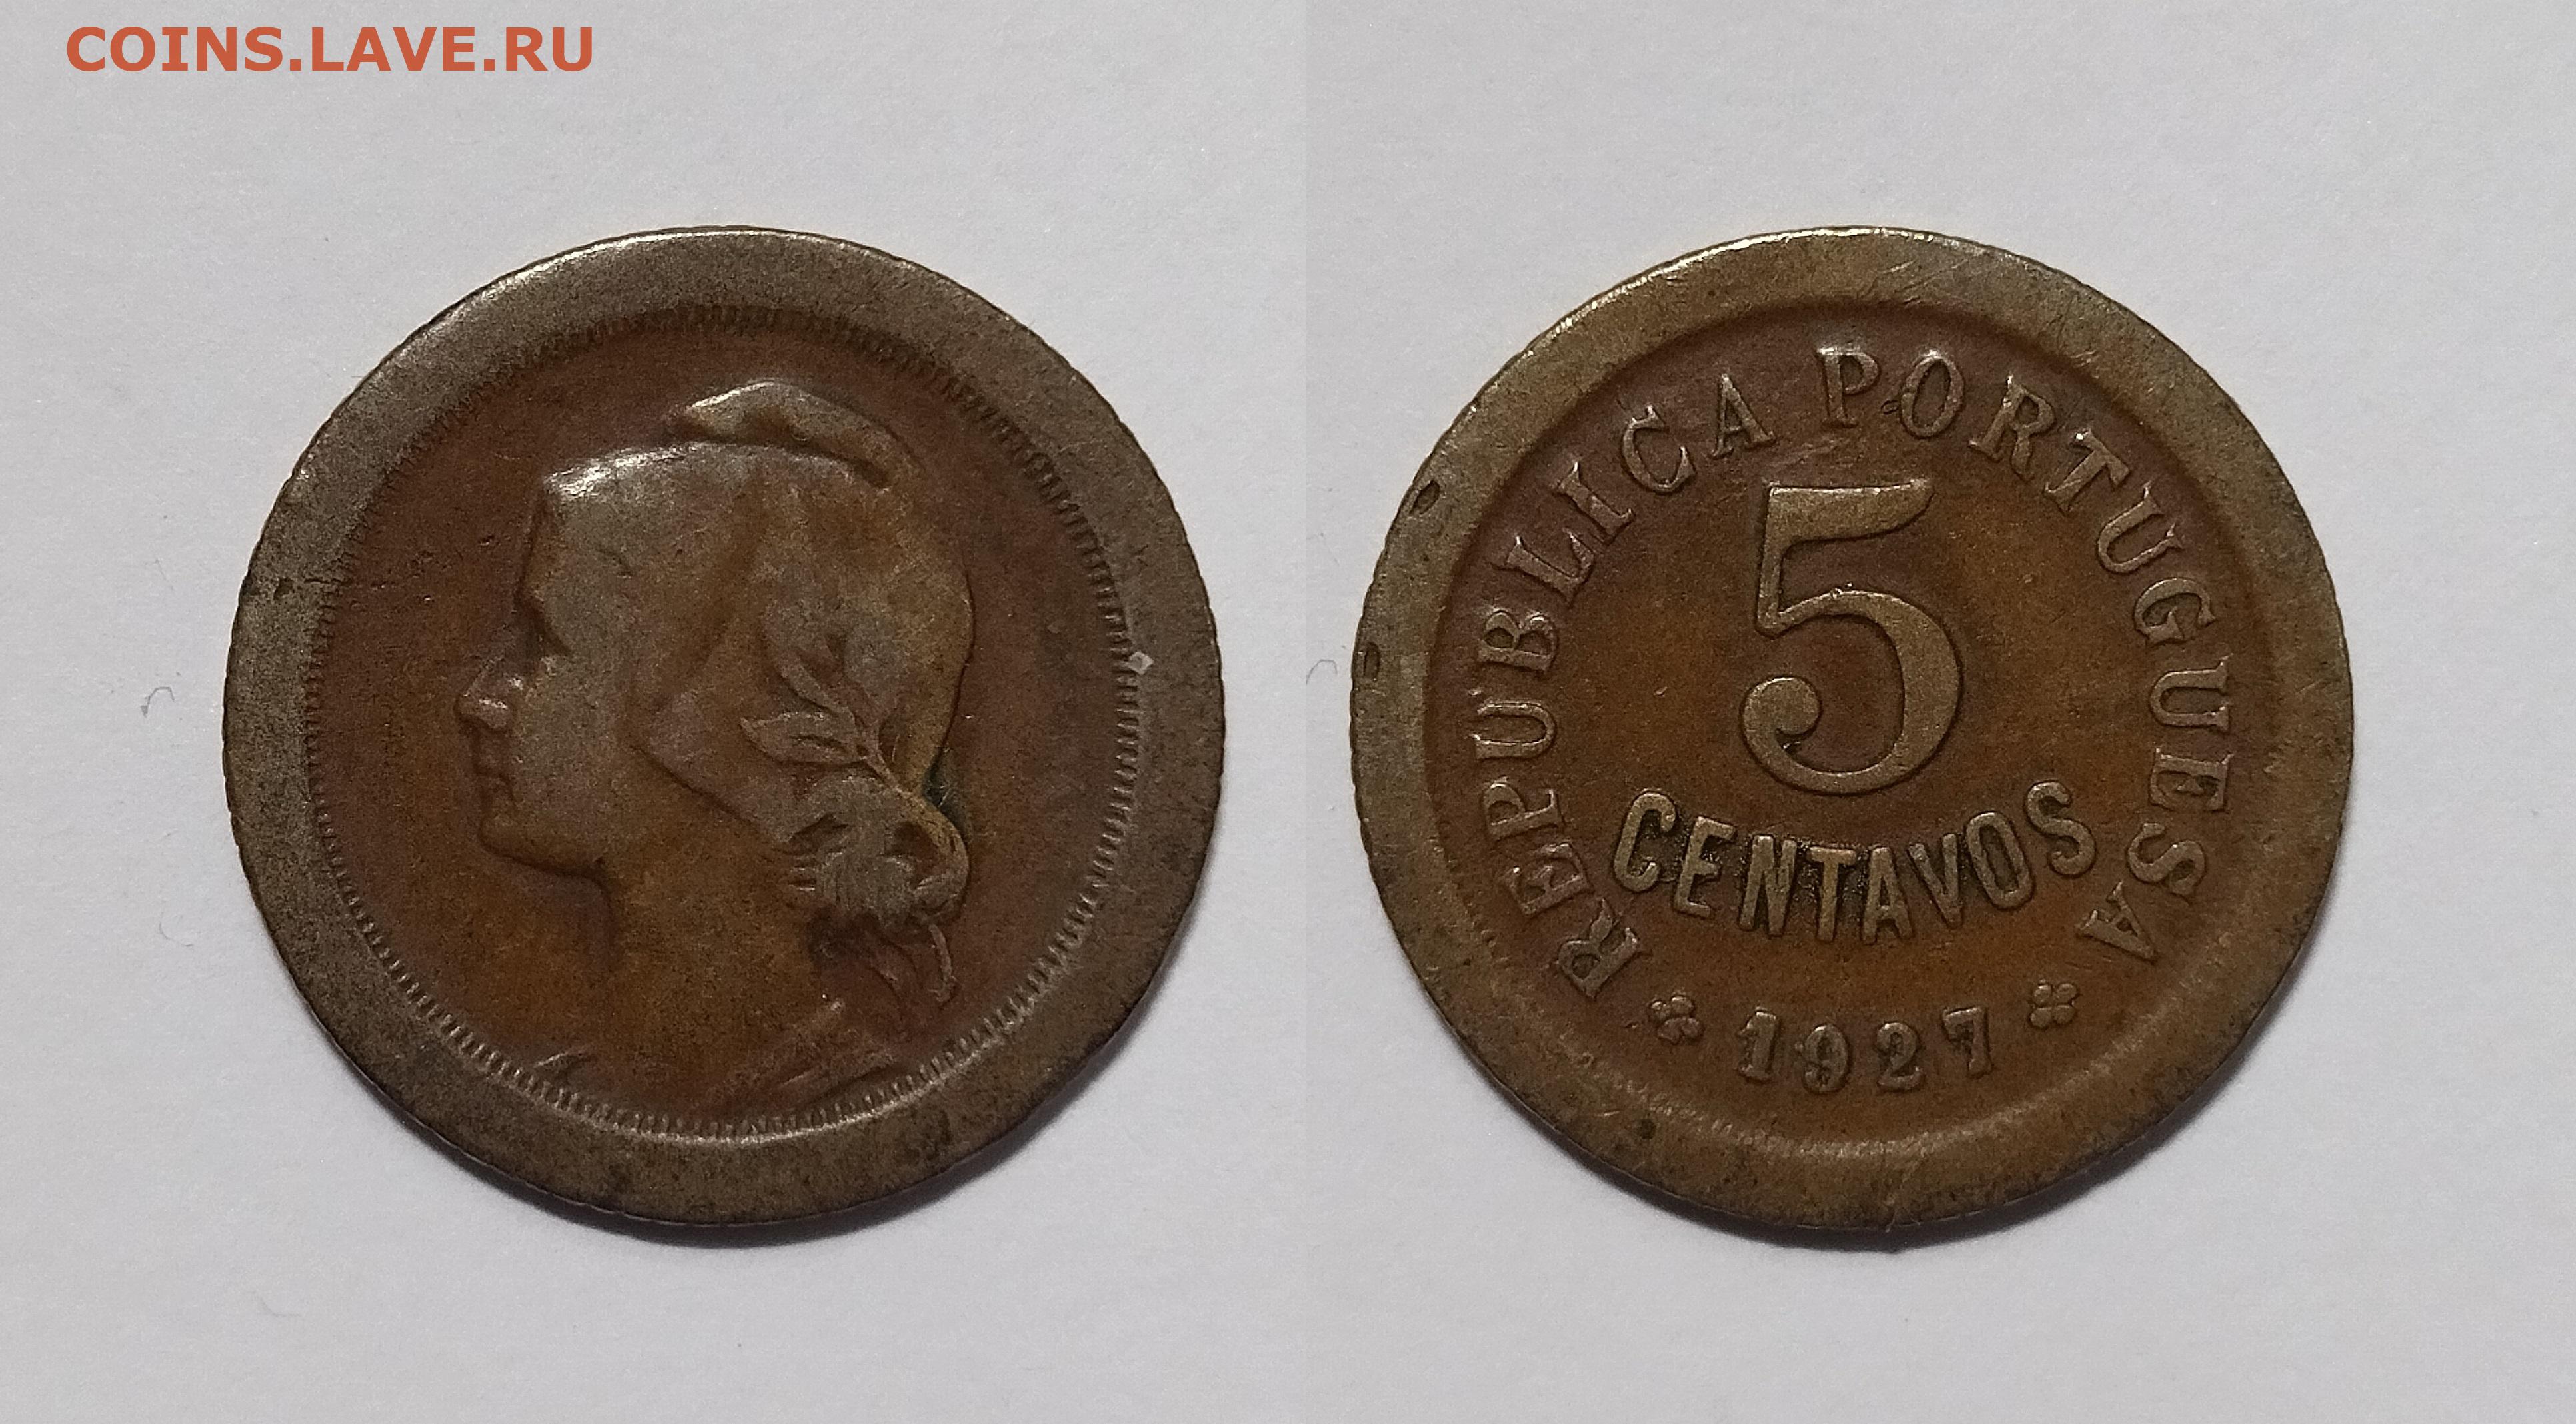 COINS.LAVE.RU
REPUBLICA PORTUGUESA
5
CENTAVOS
1927